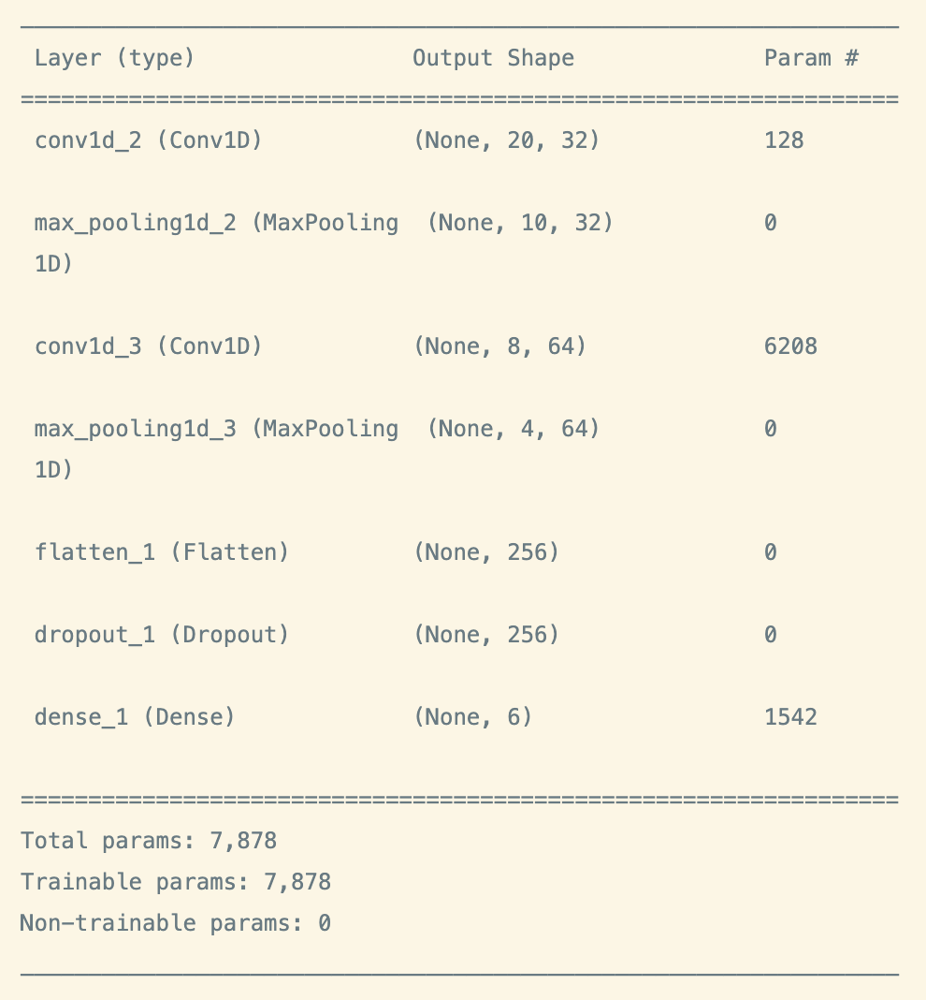 Layer (type) Output Shape Param #
=================================================================
conv1d_2 (Conv1D) (None, 20, 32) 128
max_pooling1d_2 (MaxPooling (None, 10, 32) 0
1D)
conv1d_3 (Conv1D) (None, 8, 64) 6208
max_pooling1d_3 (MaxPooling (None, 4, 64) 0
1D)
flatten_1 (Flatten) (None, 256) 0
dropout_1 (Dropout) (None, 256) 0
dense_1 (Dense) (None, 6) 1542
=================================================================
Total params: 7,878
Trainable params: 7,878
Non-trainable params: 0